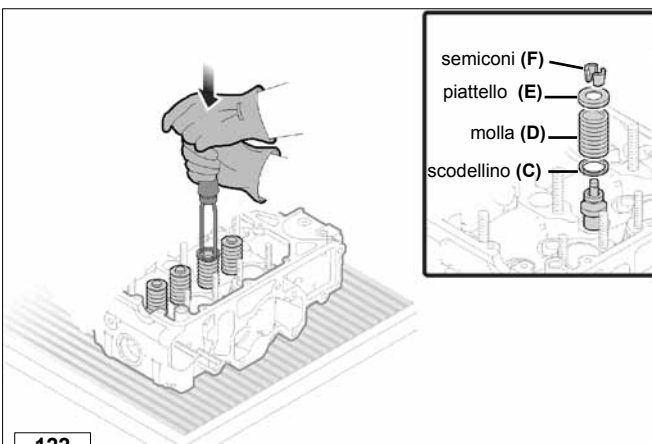 semiconi (F)
piattello (E)
molla (D)
scodellino (C)